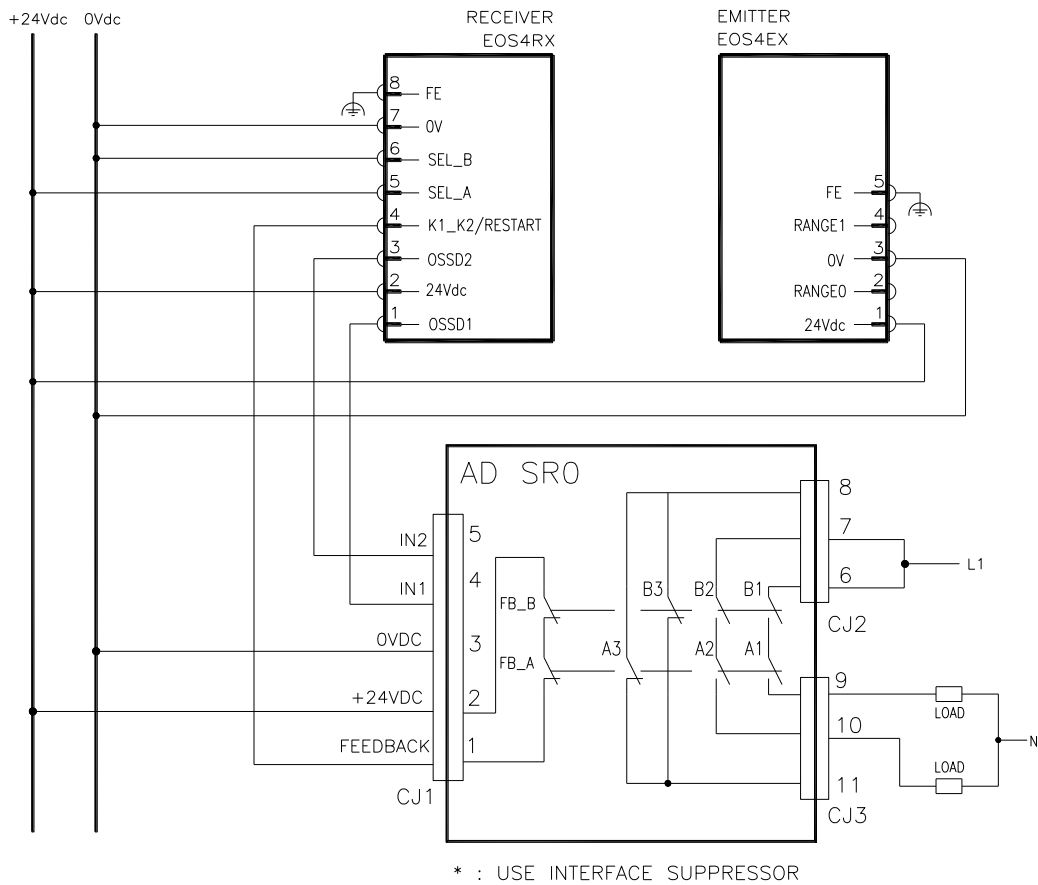 +24Vdc 0Vdc
RECEIVER
EOS4RX
EMITTER
EOS4EX
8 FE
7 0V
6 SEL_B
5 SEL_A
4 K1_K2/RESTART
3 OSSD2
2 24Vdc
1 OSSD1
FE 5
RANGE1 4
0V 3
RANGE0 2
24Vdc 1
AD SR0
IN2 5
IN1 4
0VDC 3
+24VDC 2
FEEDBACK 1
CJ1
FB_B
FB_A
B3 B2 B1
A3 A2 A1
8
7
6
L1
CJ2
9
10
11
CJ3
LOAD
LOAD
N
* : USE INTERFACE SUPPRESSOR